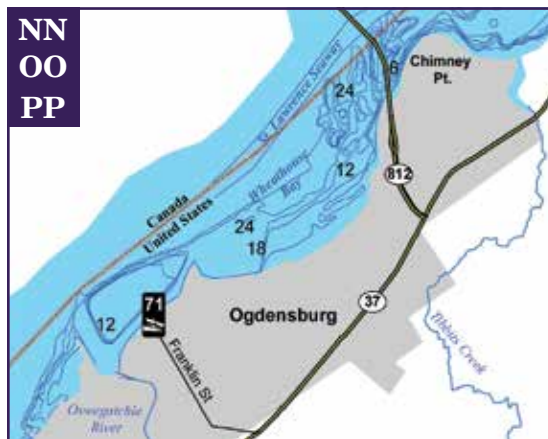 NN
OO
PP
Chimney
Pt.
6
24
St. Lawrence Seaway
12
812
Wheathouse
Bay
Canada
United States
24
18
37
71
12
Ogdensburg
Franklin St
Tibbits Creek
Oswegatchie
River